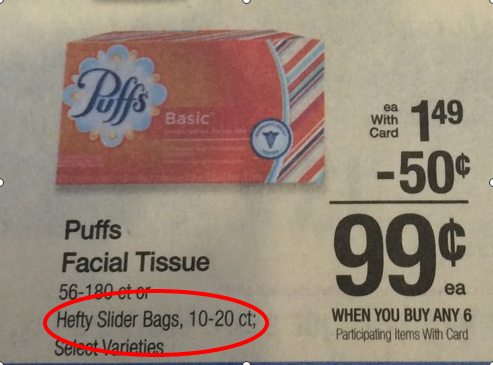 Puffs
Basic
ea
With
Card
1.49
-50¢
99¢
ea
WHEN YOU BUY ANY 6
Participating Items With Card
Puffs
Facial Tissue
56-180 ct or
Hefty Slider Bags, 10-20 ct;
Select Varieties